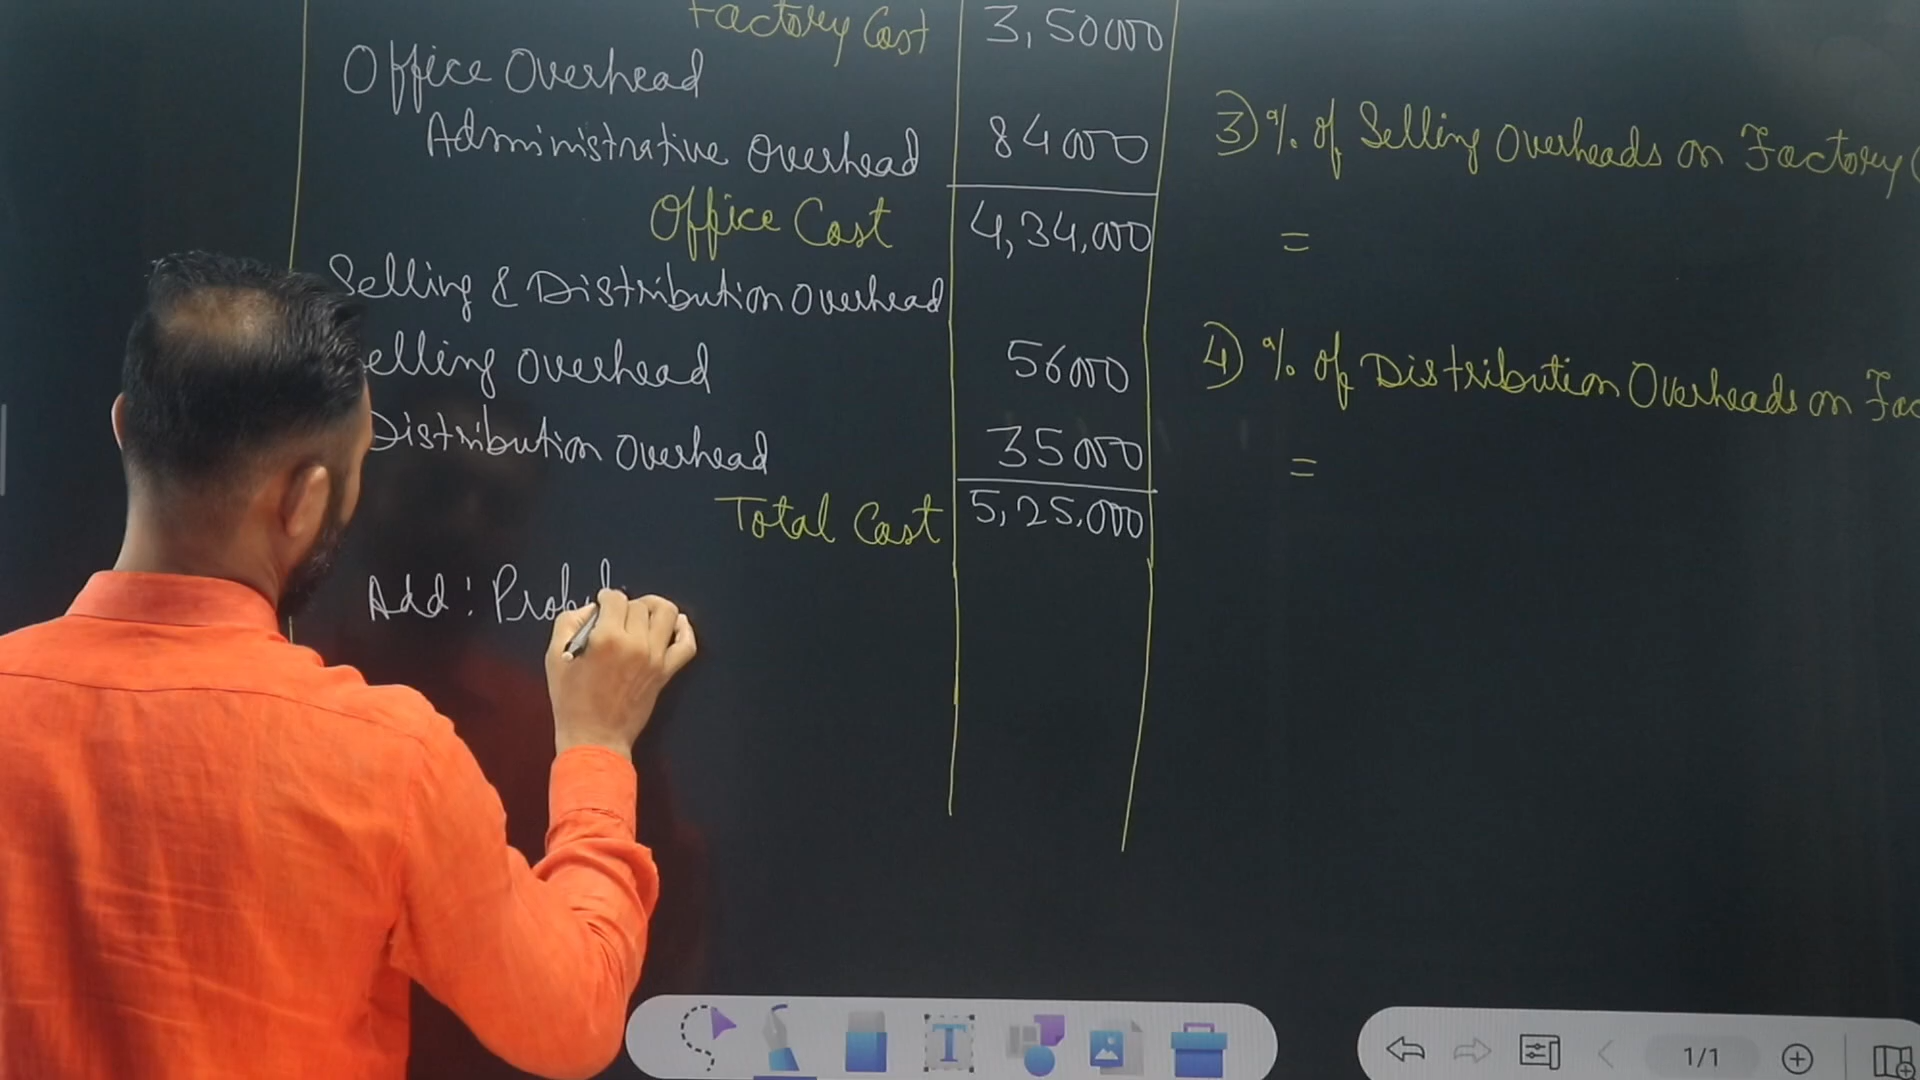 Factory Cost 3,50000
Office Overhead
Administrative Overhead 84000
Office Cost 4,34,000
Selling & Distribution Overhead
elling Overhead 56000
Distribution Overhead 35000
Total Cost 5,25,000
Add :
3) % of Selling Overheads on Factory (
=
4) % of Distribution Overheads on Fac
=
T
1/1